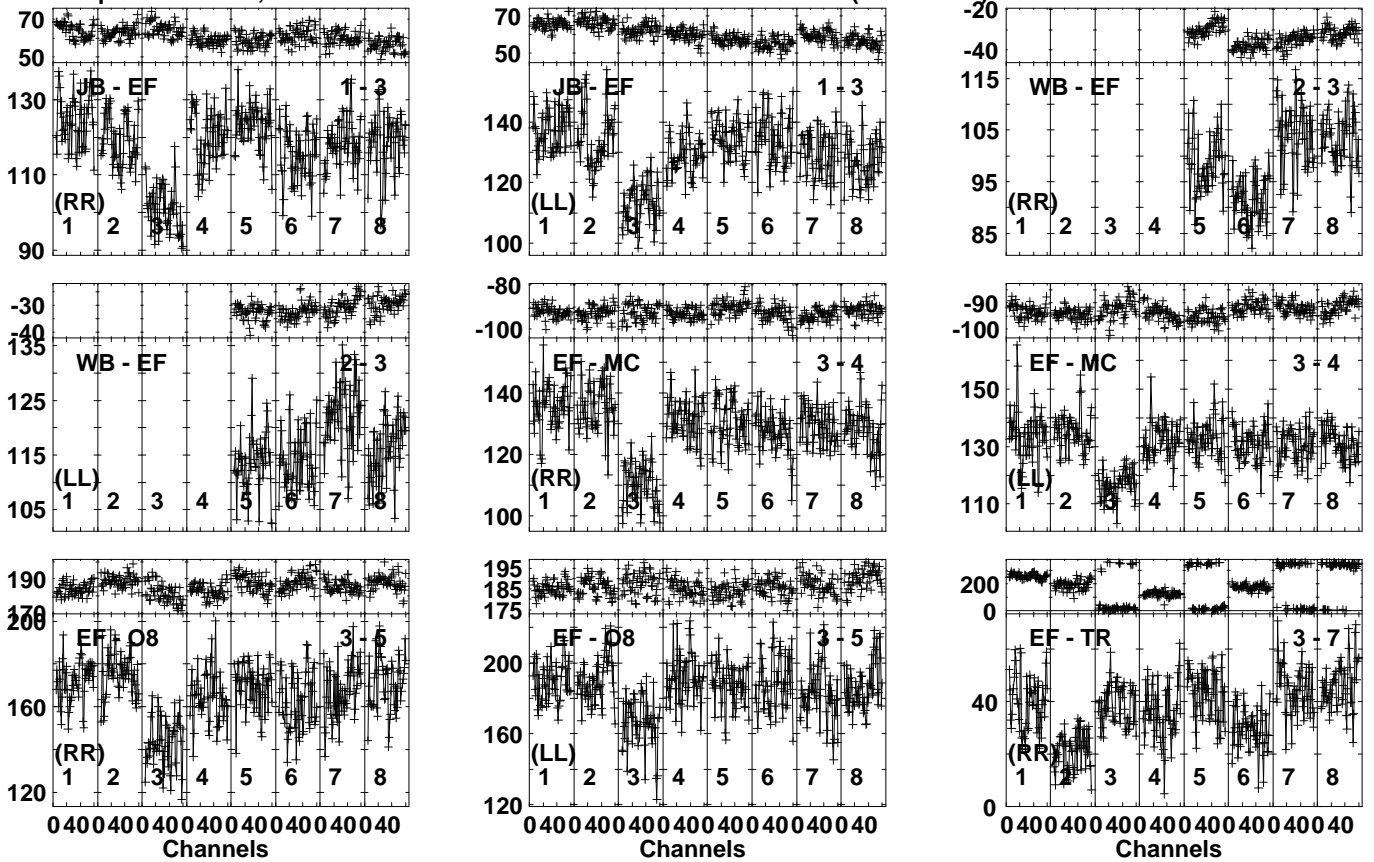 70
50
JB - EF 1 - 3
130
110
(RR)
1 2 3 4 5 6 7 8
90
70
50
JB - EF 1 - 3
140
120
(LL)
1 2 3 4 5 6 7 8
100
-20
-40
115
WB - EF 2 - 3
105
95
(RR)
1 2 3 4 5 6 7 8
85
-30
-40
135
WB - EF 2 - 3
125
115
(LL)
1 2 3 4 5 6 7 8
105
-80
-100
EF - MC 3 - 4
140
120
(RR)
1 2 3 4 5 6 7 8
100
-90
-100
EF - MC 3 - 4
150
130
(LL)
1 2 3 4 5 6 7 8
110
190
170
200
EF - O8 3 - 5
160
(RR)
1 2 3 4 5 6 7 8
120
0 40 0 40 0 40 0 40 0 40 0 40 0 40 0 40
Channels
195
185
175
EF - O8 3 - 5
200
160
(LL)
1 2 3 4 5 6 7 8
120
0 40 0 40 0 40 0 40 0 40 0 40 0 40 0 40
Channels
200
0
EF - TR 3 - 7
40
(RR)
1 2 3 4 5 6 7 8
0
0 40 0 40 0 40 0 40 0 40 0 40 0 40 0 40
Channels